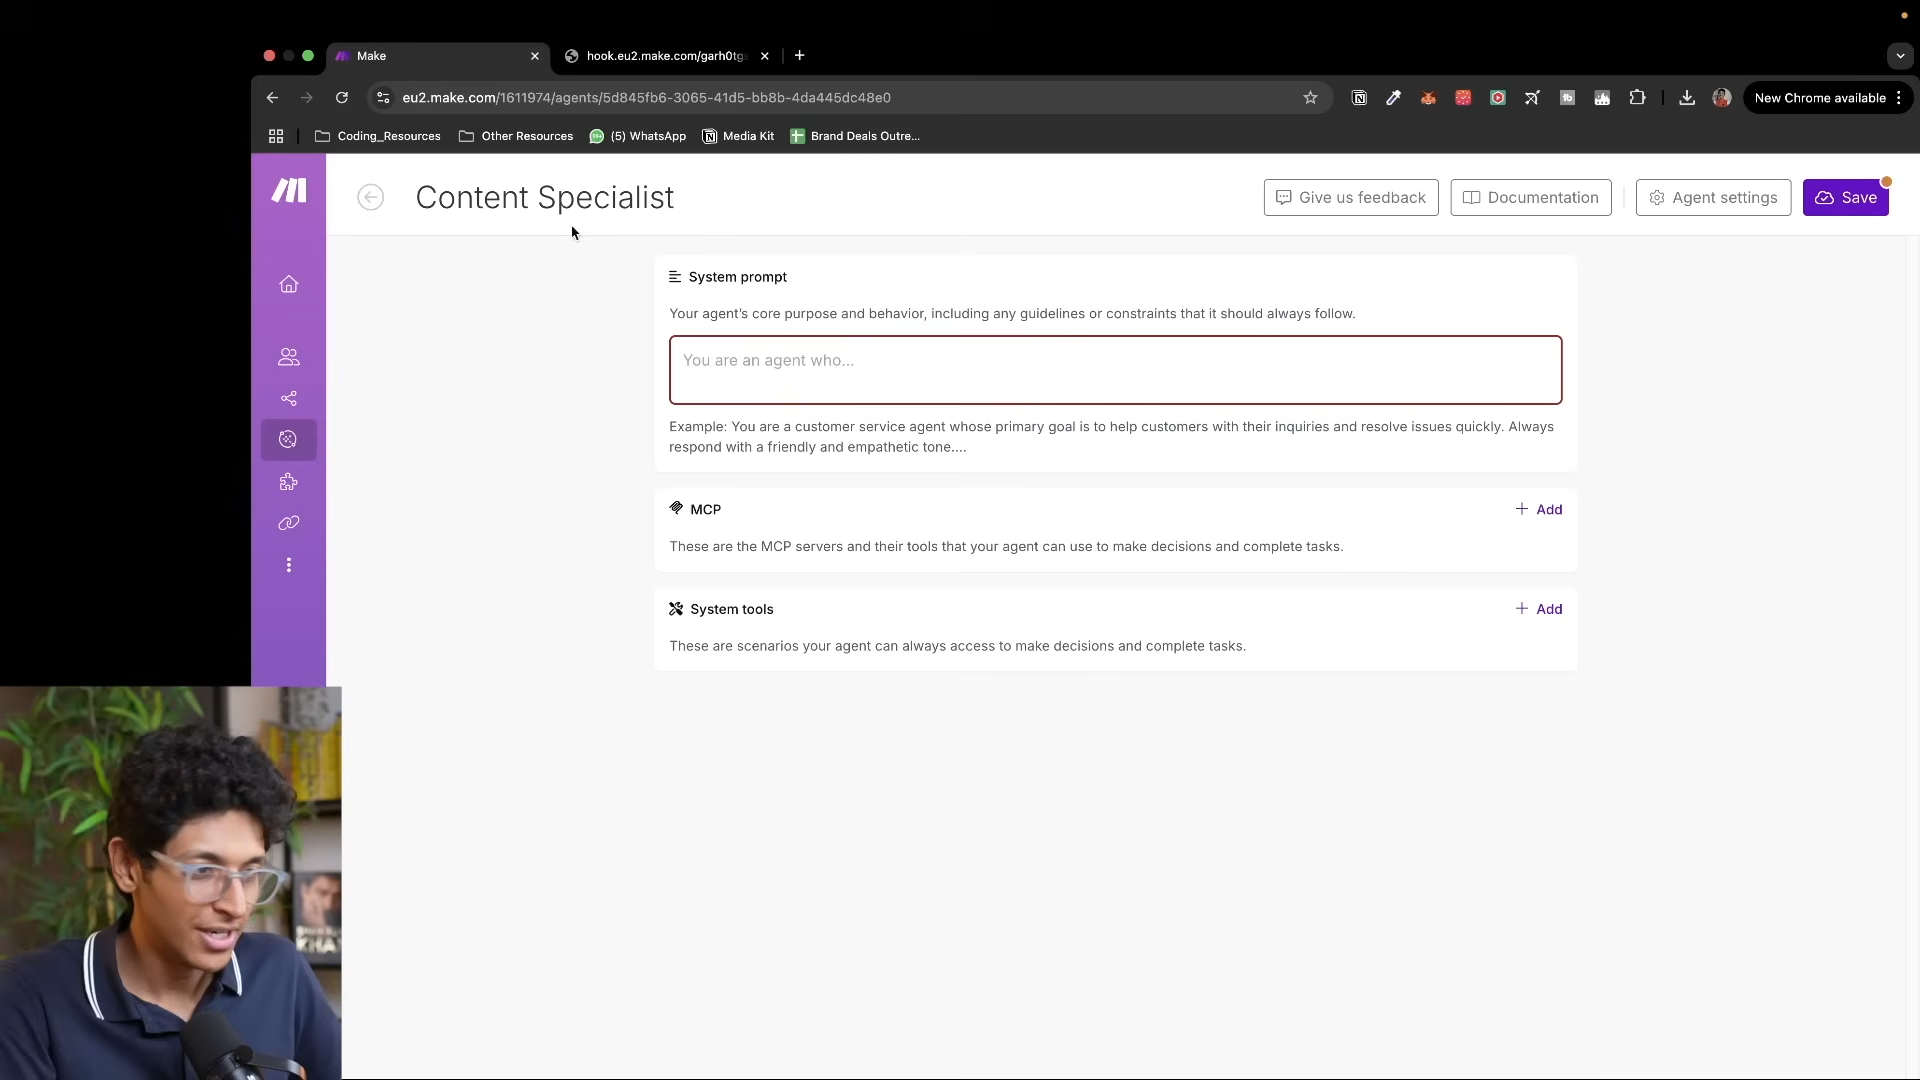 Make
hook.eu2.make.com/garh0tg
eu2.make.com/1611974/agents/5d845fb6-3065-41d5-bb8b-4da445dc48e0
New Chrome available
Coding_Resources
Other Resources
(5) WhatsApp
Media Kit
Brand Deals Outre...
Content Specialist
Give us feedback
Documentation
Agent settings
Save
System prompt
Your agent's core purpose and behavior, including any guidelines or constraints that it should always follow.
You are an agent who...
Example: You are a customer service agent whose primary goal is to help customers with their inquiries and resolve issues quickly. Always
respond with a friendly and empathetic tone....
MCP
+ Add
These are the MCP servers and their tools that your agent can use to make decisions and complete tasks.
System tools
+ Add
These are scenarios your agent can always access to make decisions and complete tasks.